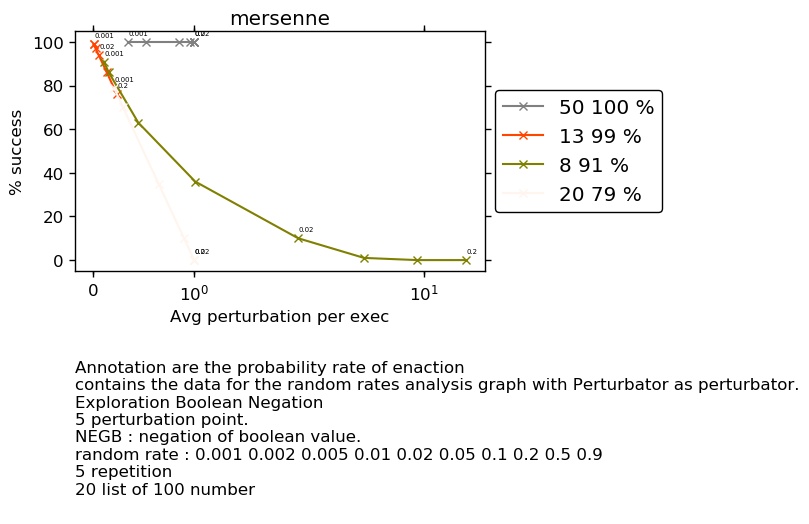 mersenne
% success
100
80
60
40
20
0
0.001
0.001
0.02
0.02
0.001
0.001
0.2
0.02
0.02
0.2
0
10^0
10^1
Avg perturbation per exec
50 100 %
13 99 %
8 91 %
20 79 %
Annotation are the probability rate of enaction
contains the data for the random rates analysis graph with Perturbator as perturbator.
Exploration Boolean Negation
5 perturbation point.
NEGB : negation of boolean value.
random rate : 0.001 0.002 0.005 0.01 0.02 0.05 0.1 0.2 0.5 0.9
5 repetition
20 list of 100 number